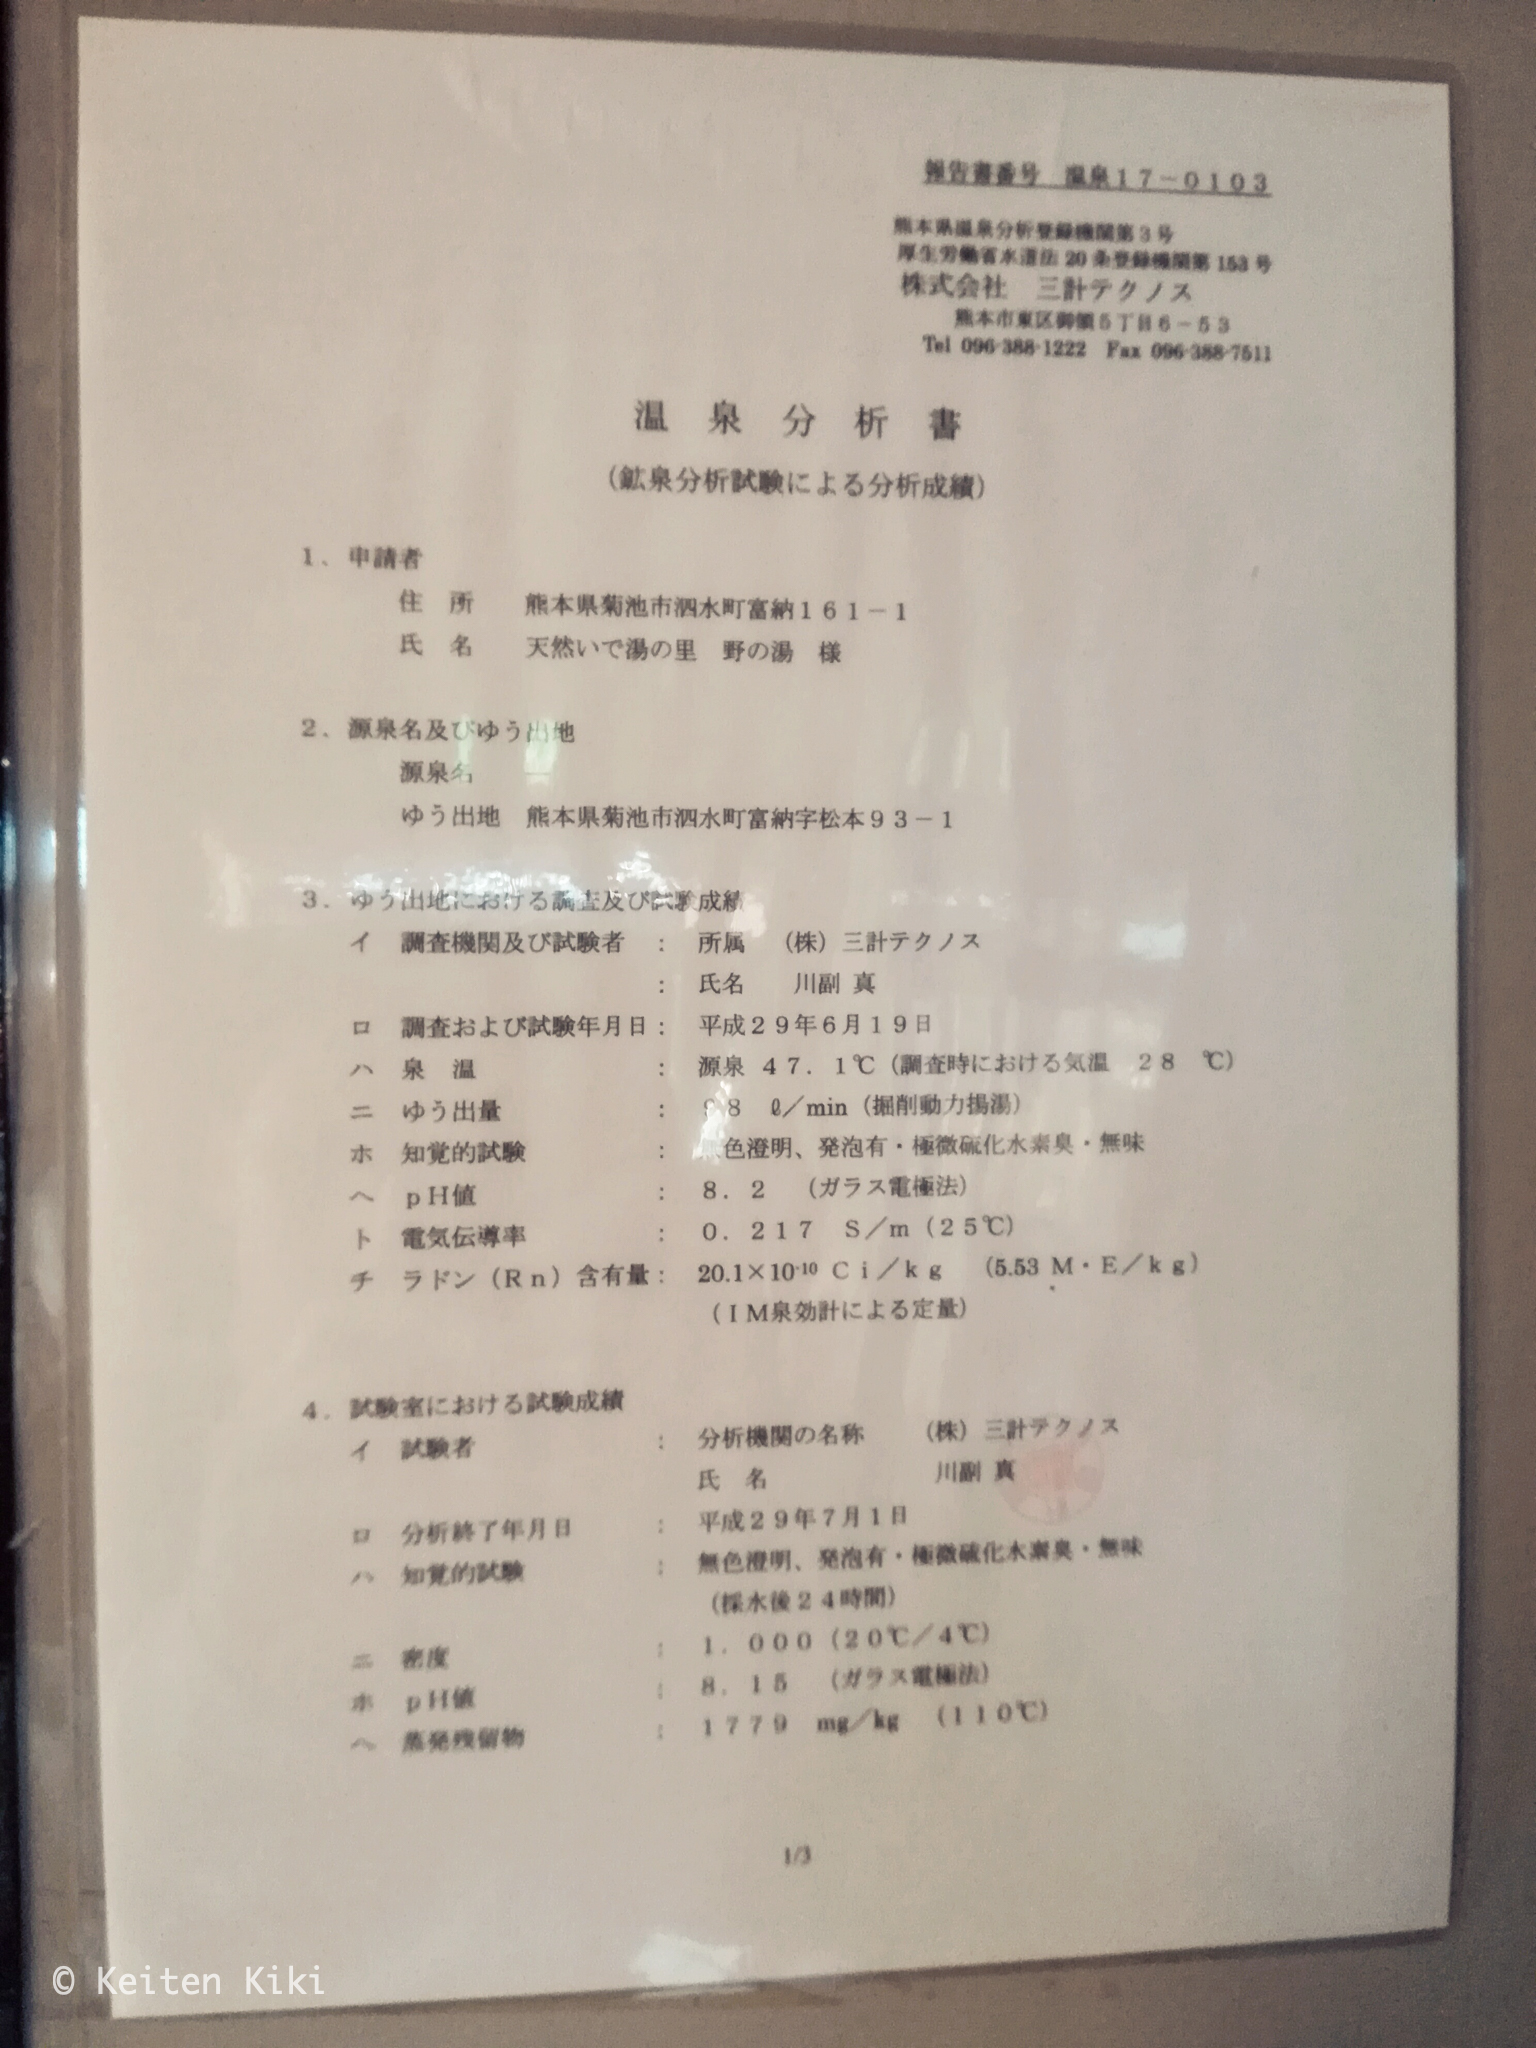 報告書番号　温泉１７－０１０３
熊本県温泉分析登録機関第３号
厚生労働省水道法 20 条登録機関第 153 号
株式会社　三計テクノス
熊本市東区御領５丁目６－５３
Tel 096-388-1222　Fax 096-388-7511
温　泉　分　析　書
（鉱泉分析試験による分析成績）
１．申請者
住　所　　熊本県菊池市泗水町富納１６１－１
氏　名　　天然いで湯の里　野の湯　様
２．源泉名及びゆう出地
源泉名　　―
ゆう出地　熊本県菊池市泗水町富納字松本９３－１
３．ゆう出地における調査及び試験成績
イ　調査機関及び試験者　：　所属　（株）三計テクノス
：　氏名　　川副 真
ロ　調査および試験年月日：　平成２９年６月１９日
ハ　泉　温　：　源泉 ４７．１℃（調査時における気温　２８　℃）
ニ　ゆう出量　：　８　ℓ／min（掘削動力揚湯）
ホ　知覚的試験　：　無色澄明、発泡有・極微硫化水素臭・無味
ヘ　ｐＨ値　：　８．２　（ガラス電極法）
ト　電気伝導率　：　０．２１７　Ｓ／ｍ（２５℃）
チ　ラドン（Ｒｎ）含有量：　20.1×10-10 Ｃｉ／ｋｇ　（5.53 Ｍ・Ｅ／ｋｇ）
（ＩＭ泉効計による定量）
４．試験室における試験成績
イ　試験者　：　分析機関の名称　　（株）三計テクノス
氏　名　川副 真
ロ　分析終了年月日　：　平成２９年７月１日
ハ　知覚的試験　：　無色澄明、発泡有・極微硫化水素臭・無味
（採水後２４時間）
ニ　密度　：　１．０００（２０℃／４℃）
ホ　ｐＨ値　：　８．１５　（ガラス電極法）
ヘ　蒸発残留物　：　１７７９　mg／kg　（１１０℃）
1/3
© Keiten Kiki